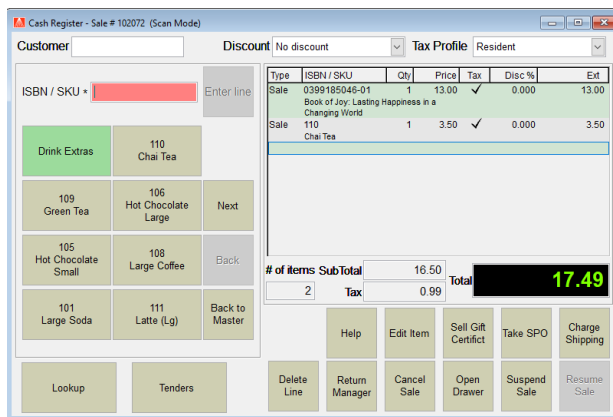 Cash Register - Sale # 102072 (Scan Mode)
Customer Discount No discount Tax Profile Resident
ISBN / SKU * Enter line
Drink Extras
110
Chai Tea
109
Green Tea
106
Hot Chocolate
Large
Next
105
Hot Chocolate
Small
108
Large Coffee
Back
101
Large Soda
111
Latte (Lg)
Back to
Master
Lookup
Tenders
Type ISBN / SKU Qty Price Tax Disc % Ext
Sale 0399185046-01 1 13.00 ✓ 0.000 13.00
Book of Joy: Lasting Happiness in a
Changing World
Sale 110 1 3.50 ✓ 0.000 3.50
Chai Tea
# of items SubTotal 16.50 Total 17.49
2 Tax 0.99
Help
Edit Item
Sell Gift
Certifict
Take SPO
Charge
Shipping
Delete
Line
Return
Manager
Cancel
Sale
Open
Drawer
Suspend
Sale
Resume
Sale